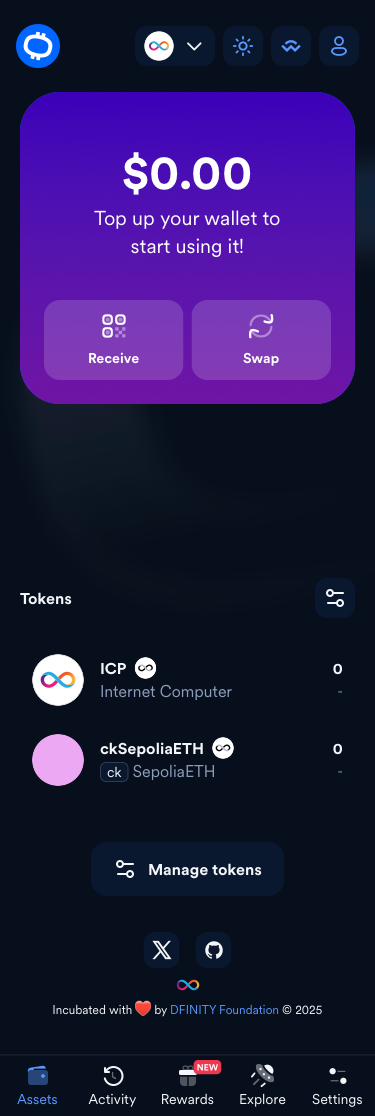 $0.00
Top up your wallet to
start using it!
Receive
Swap
Tokens
ICP
0
Internet Computer
-
ckSepoliaETH
0
ck SepoliaETH
-
Manage tokens
Incubated with ❤️ by DFINITY Foundation © 2025
NEW
Assets
Activity
Rewards
Explore
Settings